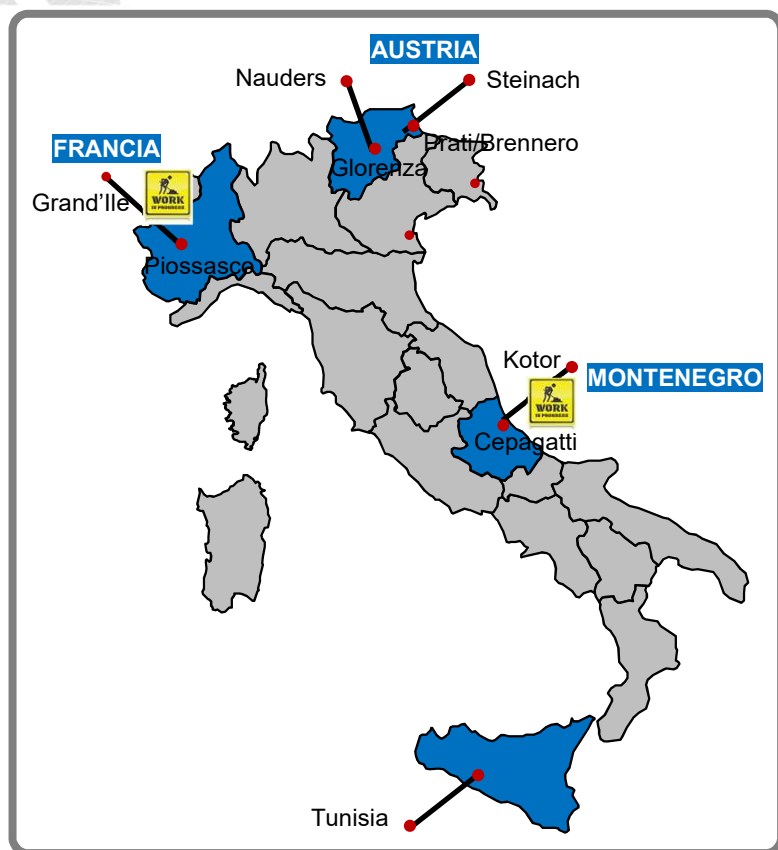 AUSTRIA
Nauders
Steinach
Prati/Brennero
FRANCIA
Glorenza
Grand'Ile
WORK
IN PROGRESS
Piossasco
Kotor
MONTENEGRO
WORK
IN PROGRESS
Cepagatti
Tunisia